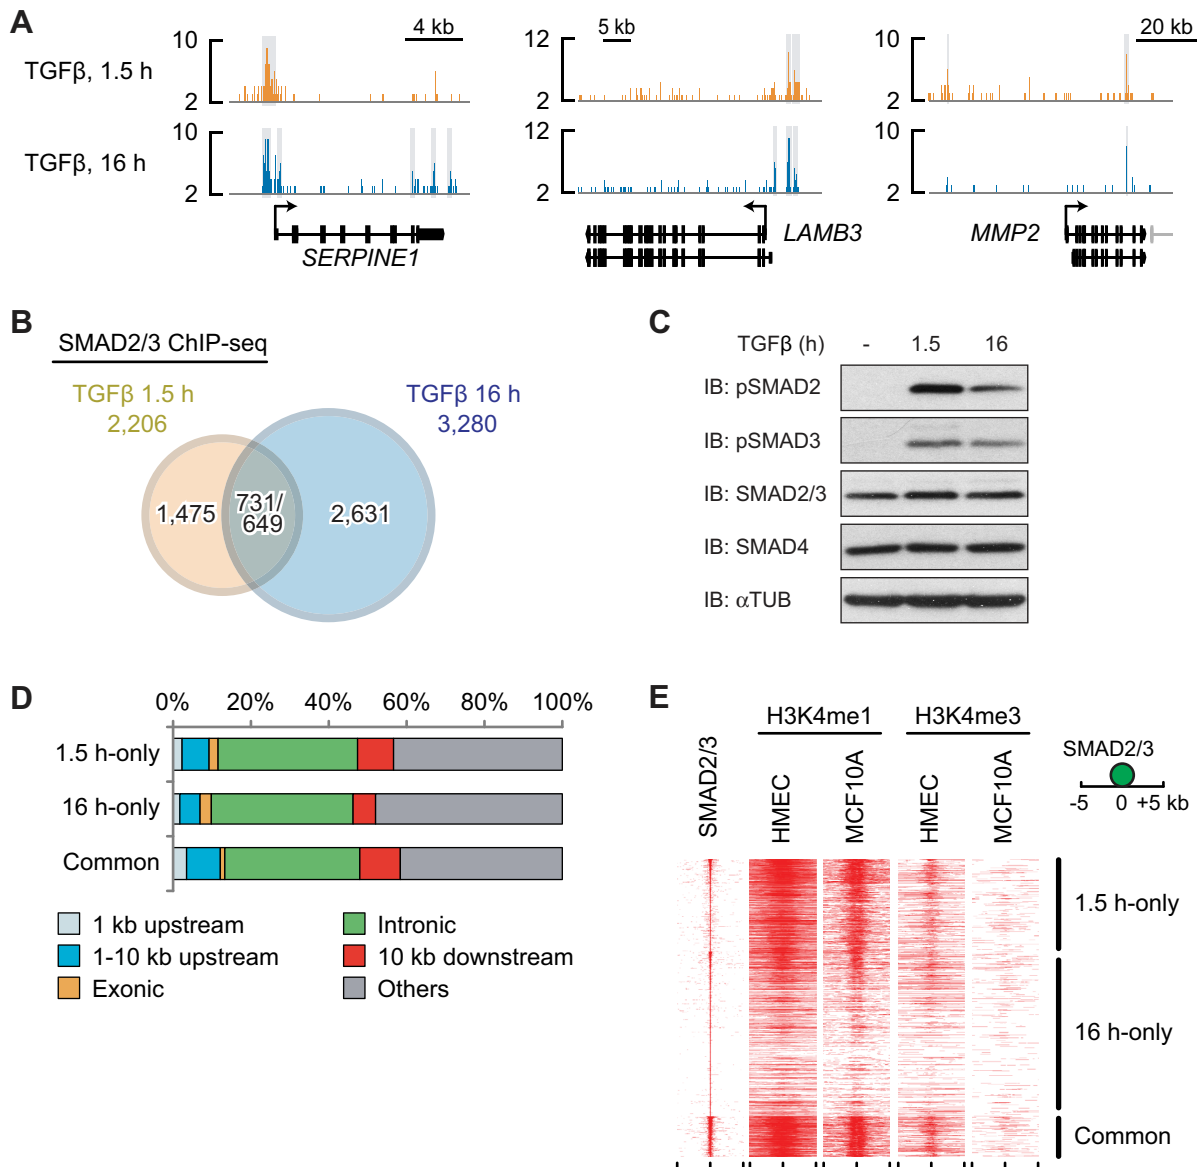 A
4 kb
5 kb
20 kb
TGFβ, 1.5 h
10
2
12
2
10
2
TGFβ, 16 h
10
2
12
2
10
2
SERPINE1
LAMB3
MMP2
B
SMAD2/3 ChIP-seq
TGFβ 1.5 h
2,206
TGFβ 16 h
3,280
1,475
731/
649
2,631
C
TGFβ (h) - 1.5 16
IB: pSMAD2
IB: pSMAD3
IB: SMAD2/3
IB: SMAD4
IB: αTUB
D
0% 20% 40% 60% 80% 100%
1.5 h-only
16 h-only
Common
1 kb upstream
1-10 kb upstream
Exonic
Intronic
10 kb downstream
Others
E
H3K4me1
H3K4me3
SMAD2/3
HMEC
MCF10A
HMEC
MCF10A
SMAD2/3
-5 0 +5 kb
1.5 h-only
16 h-only
Common